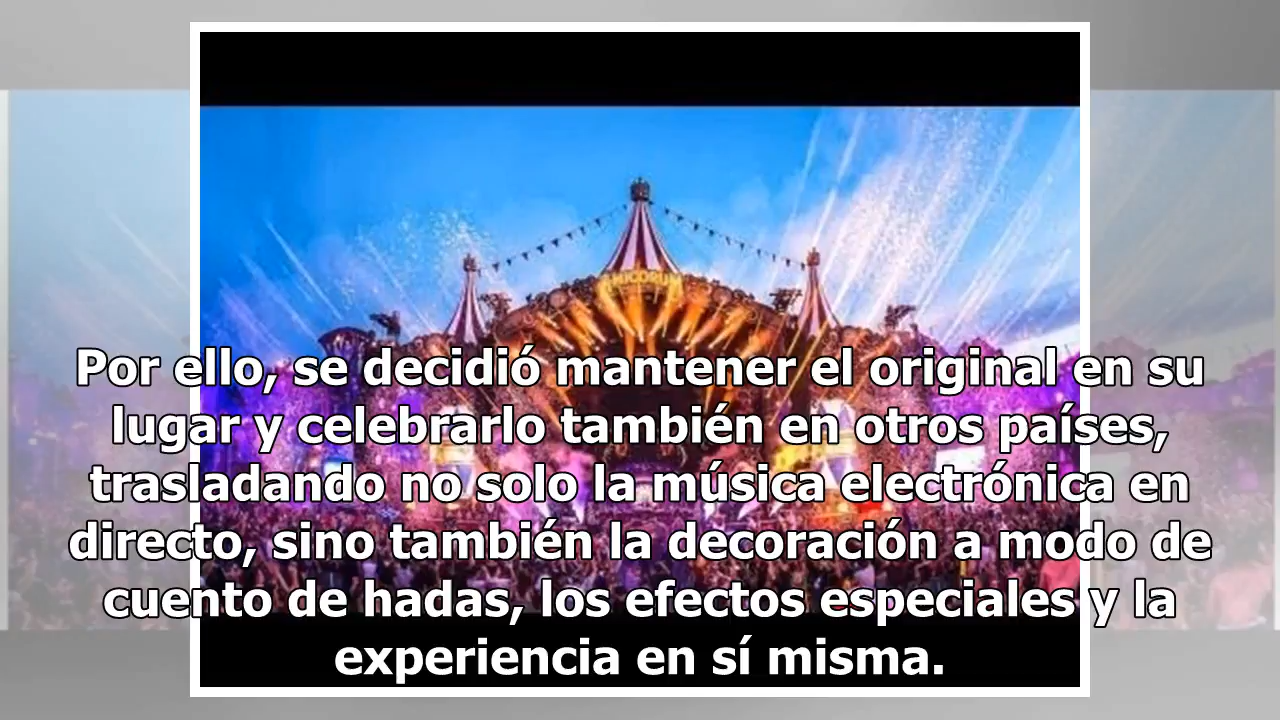 AMICORUM
Por ello, se decidió mantener el original en su
lugar y celebrarlo también en otros países,
trasladando no solo la música electrónica en
directo, sino también la decoración a modo de
cuento de hadas, los efectos especiales y la
experiencia en sí misma.